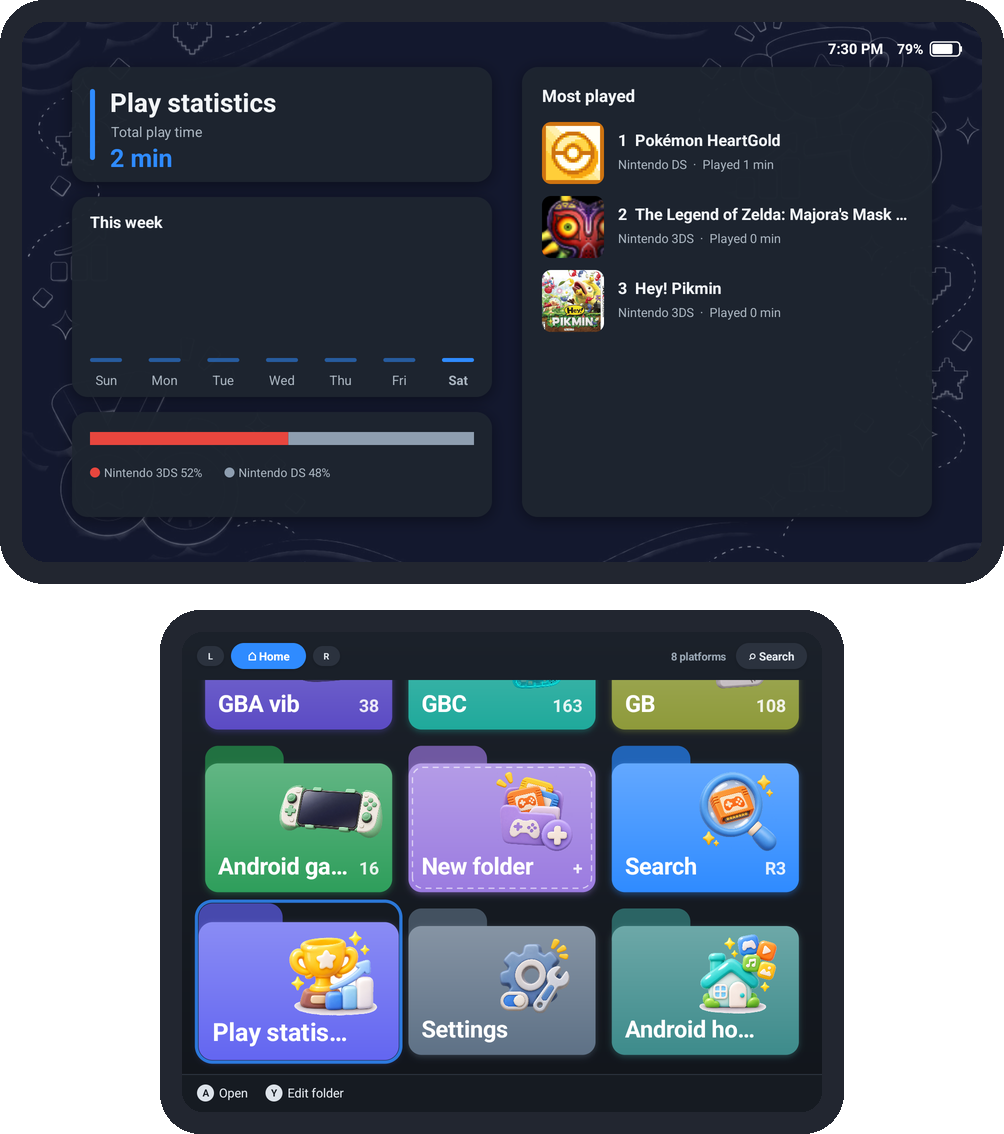 7:30 PM 79%
Play statistics
Total play time
2 min
This week
Sun Mon Tue Wed Thu Fri Sat
Nintendo 3DS 52% Nintendo DS 48%
Most played
1 Pokémon HeartGold
Nintendo DS · Played 1 min
2 The Legend of Zelda: Majora's Mask ...
Nintendo 3DS · Played 0 min
Hey!
PIKMIN
3 Hey! Pikmin
Nintendo 3DS · Played 0 min
L Home R 8 platforms Search
GBA vib 38 GBC 163 GB 108
Android ga... 16 New folder + Search R3
Play statis... Settings Android ho...
A Open Y Edit folder